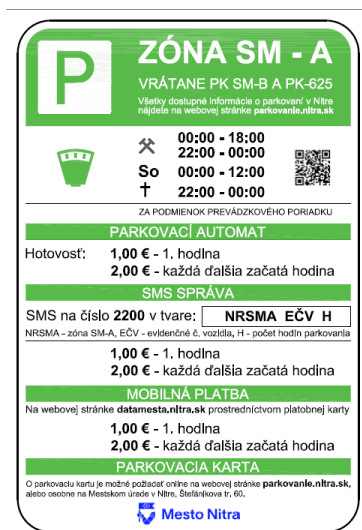 P
ZÓNA SM - A
VRÁTANE PK SM-B A PK-625
Všetky dostupné informácie o parkovaní v Nitre
nájdete na webovej stránke parkovanie.nitra.sk
00:00 - 18:00
22:00 - 00:00
So 00:00 - 12:00
† 22:00 - 00:00
ZA PODMIENOK PREVÁDZKOVÉHO PORIADKU
PARKOVACÍ AUTOMAT
Hotovosť: 1,00 € - 1. hodina
2,00 € - každá ďalšia začatá hodina
SMS SPRÁVA
SMS na číslo 2200 v tvare: NRSMA EČV H
NRSMA - zóna SM-A, EČV - evidenčné č. vozidla, H - počet hodín parkovania
1,00 € - 1. hodina
2,00 € - každá ďalšia začatá hodina
MOBILNÁ PLATBA
Na webovej stránke datamesta.nitra.sk prostredníctvom platobnej karty
1,00 € - 1. hodina
2,00 € - každá ďalšia začatá hodina
PARKOVACIA KARTA
O parkovaciu kartu je možné požiadať online na webovej stránke parkovanie.nitra.sk,
alebo osobne na Mestskom úrade v Nitre, Štefánikova tr. 60.
Mesto Nitra